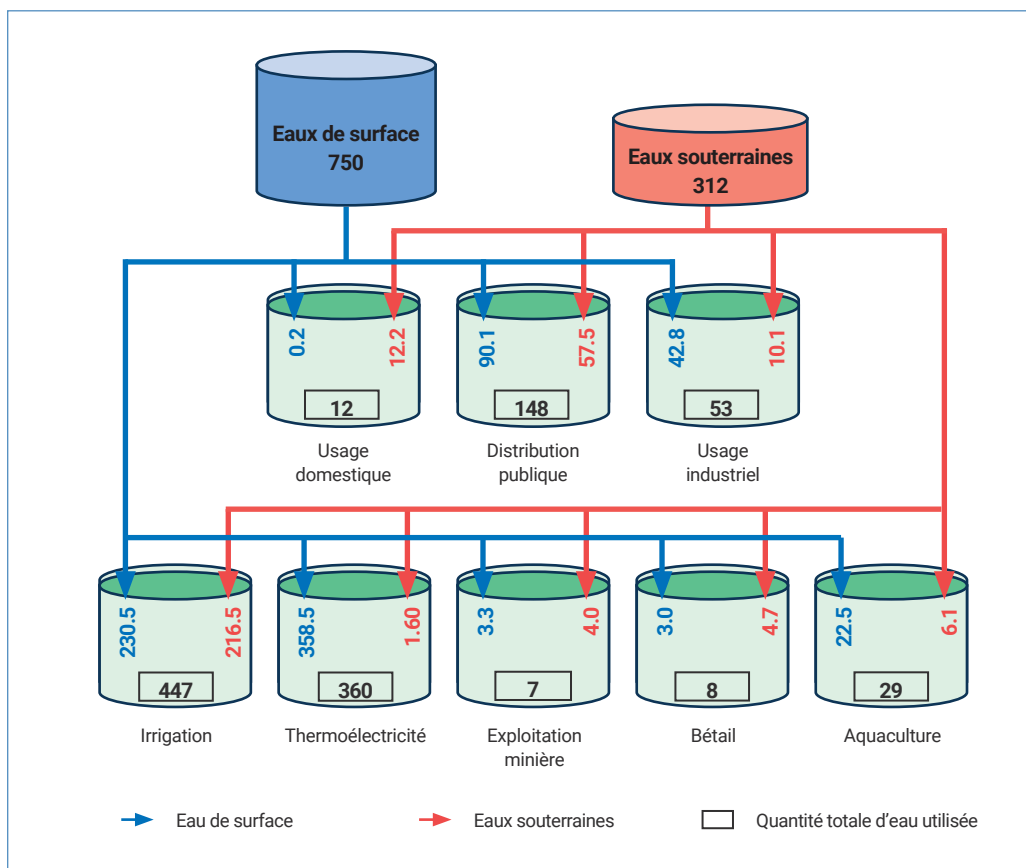 Eaux de surface
750
Eaux souterraines
312
0.2
12.2
12
Usage
domestique
90.1
57.5
148
Distribution
publique
42.8
10.1
53
Usage
industriel
230.5
216.5
447
Irrigation
358.5
1.60
360
Thermoélectricité
3.3
4.0
7
Exploitation
minière
3.0
4.7
8
Bétail
22.5
6.1
29
Aquaculture
Eau de surface
Eaux souterraines
Quantité totale d’eau utilisée